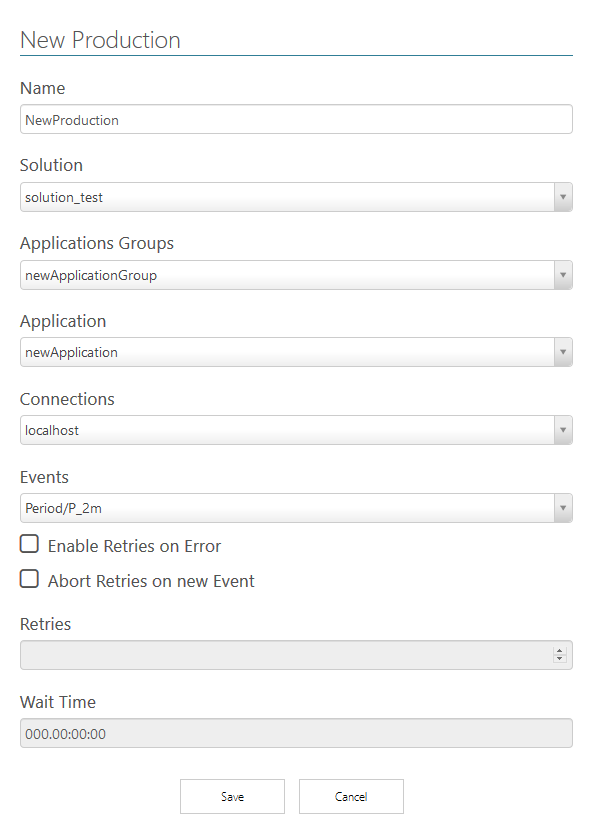 New Production
Name
NewProduction
Solution
solution_test
Applications Groups
newApplicationGroup
Application
newApplication
Connections
localhost
Events
Period/P_2m
Enable Retries on Error
Abort Retries on new Event
Retries
Wait Time
000.00:00:00
Save Cancel